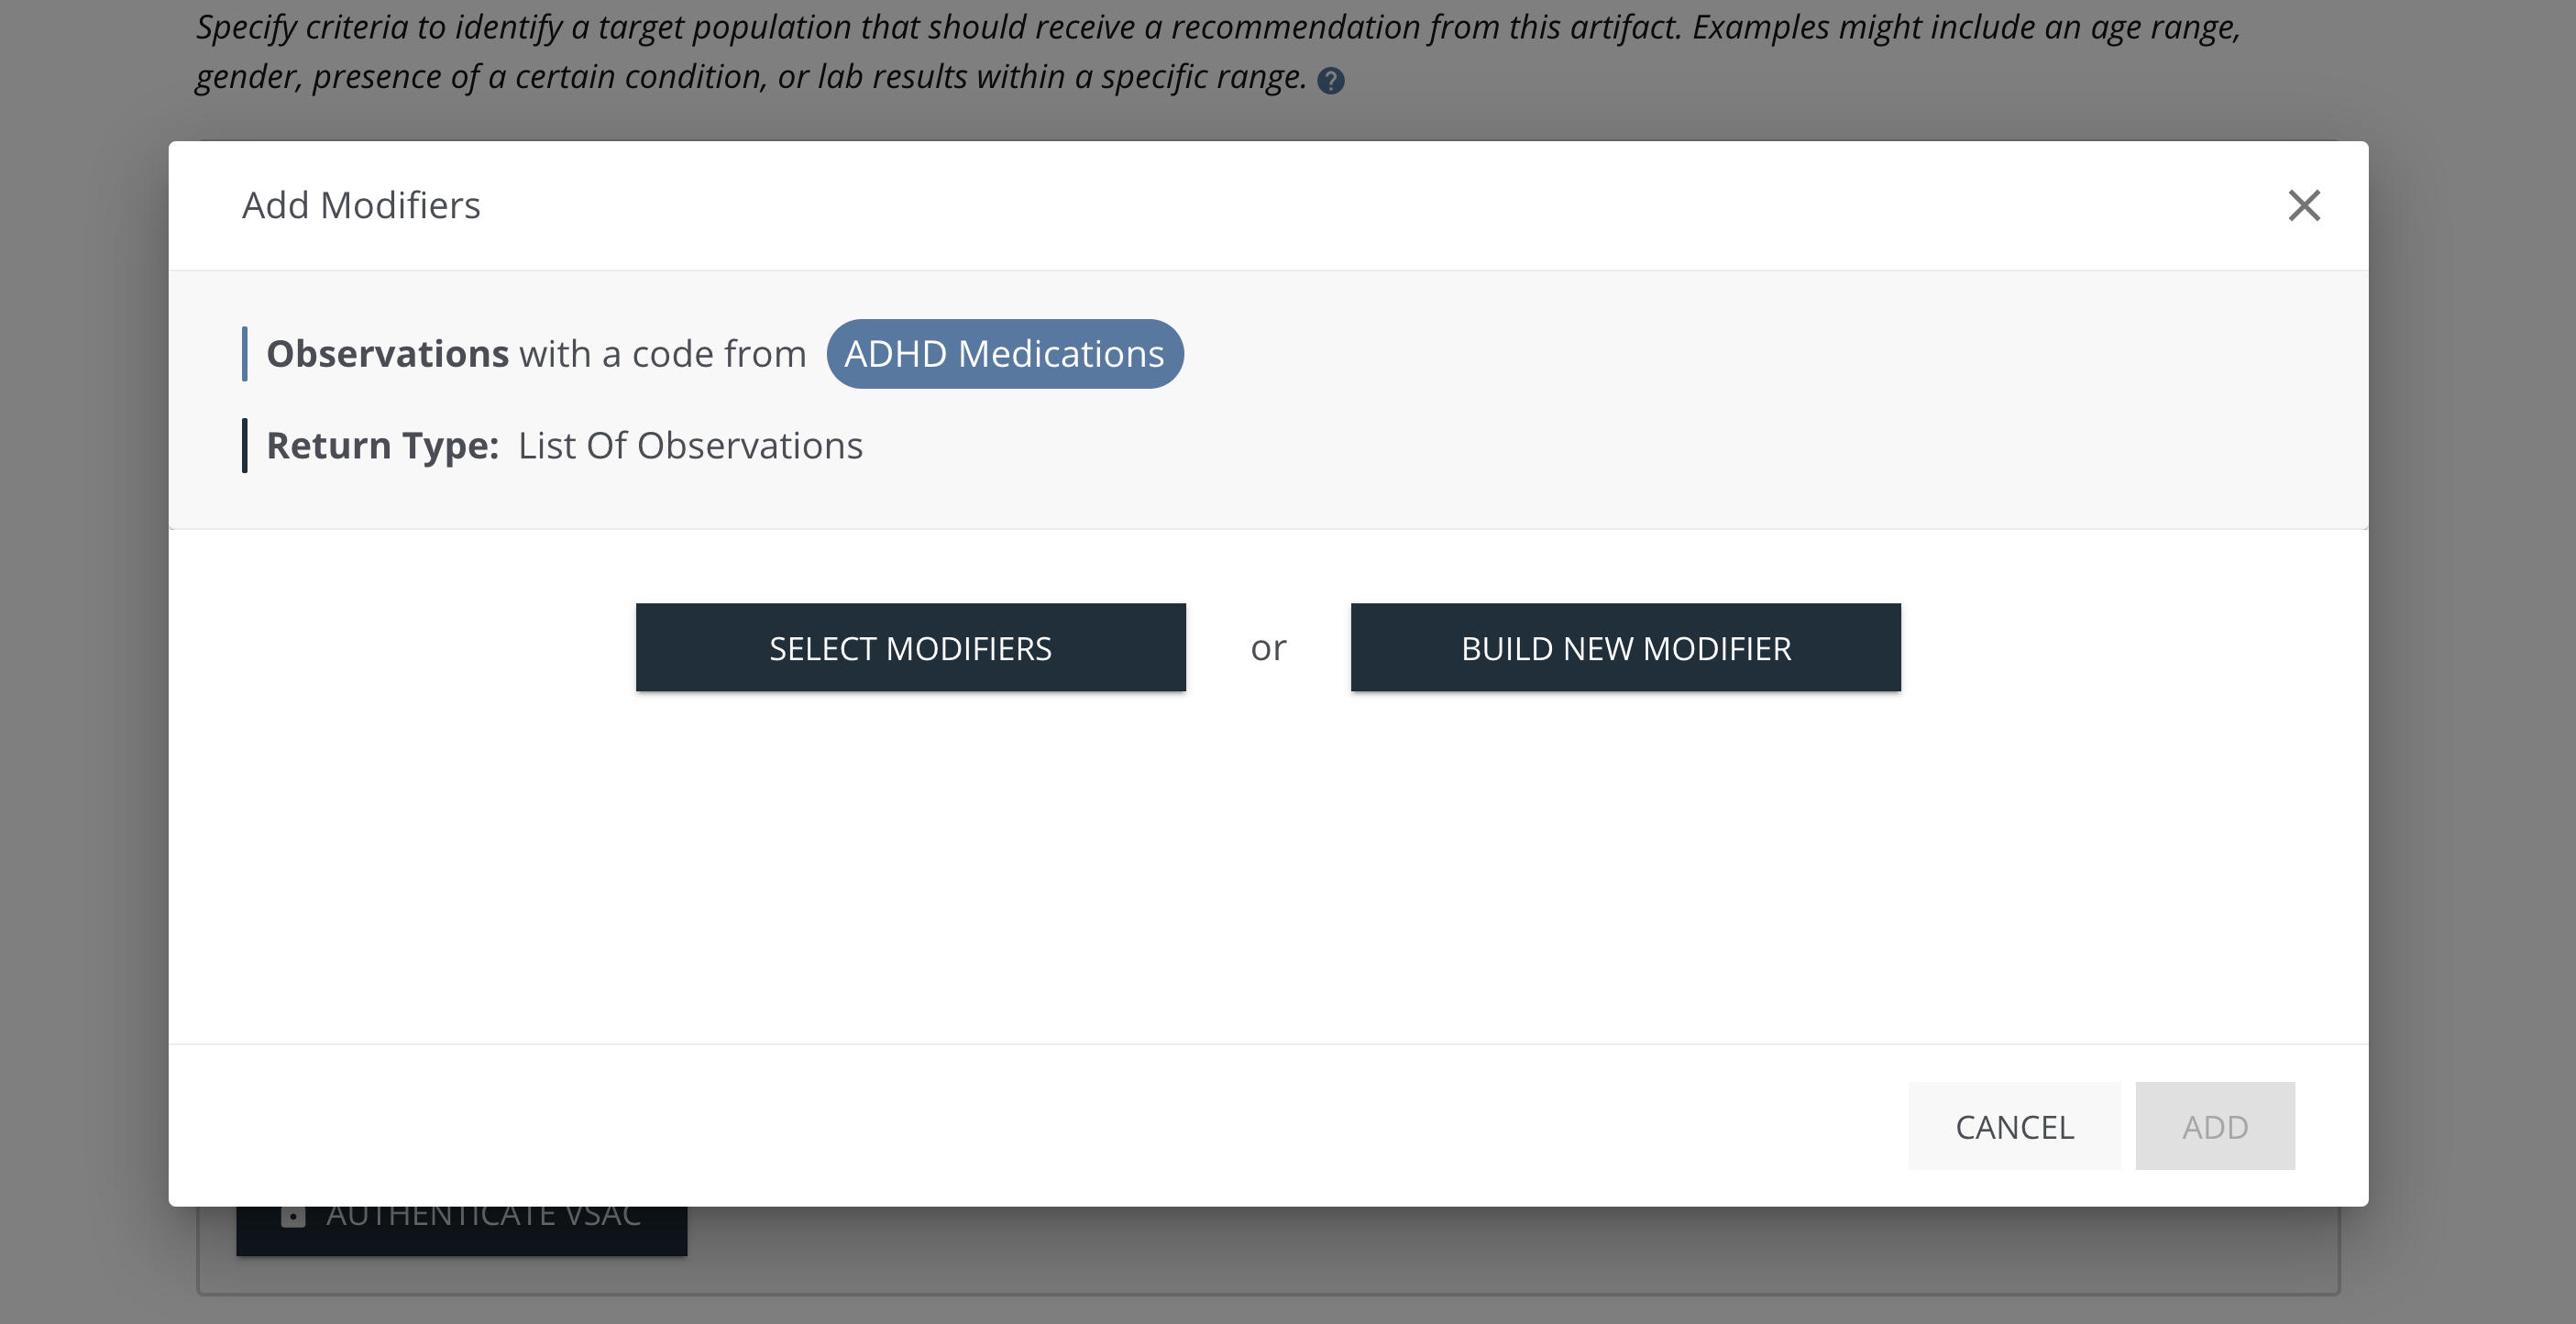 Specify criteria to identify a target population that should receive a recommendation from this artifact. Examples might include an age range,
gender, presence of a certain condition, or lab results within a specific range. ?
Add Modifiers
Observations with a code from ADHD Medications
Return Type: List Of Observations
SELECT MODIFIERS or BUILD NEW MODIFIER
CANCEL ADD
AUTHENTICATE VSAC